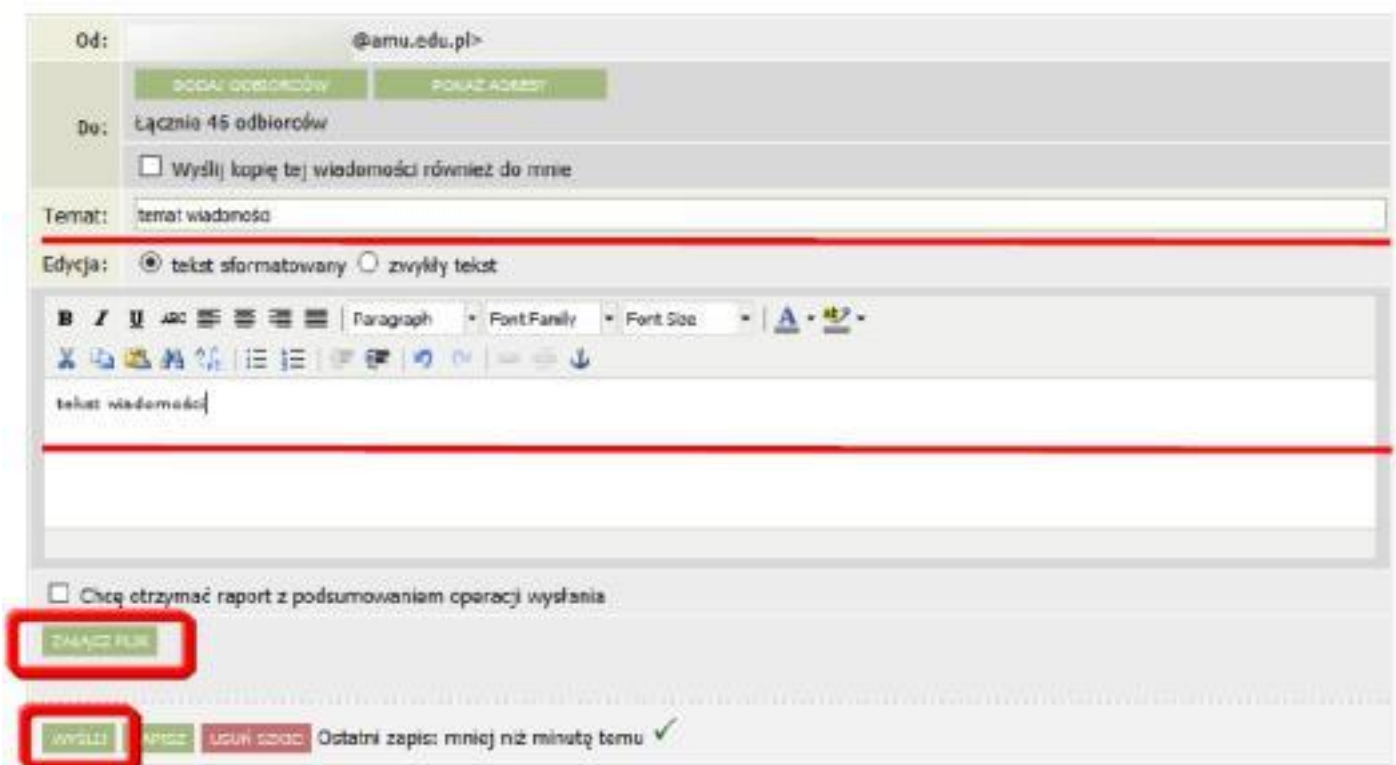 Od: @amu.edu.pl>
DODAJ ODBIORCÓW POKAŻ ADRESY
Do: Łącznie 46 odbiorców
Wyślij kopię tej wiadomości również do mnie
Temat: temat wiadomości
Edycja: tekst sformatowany zwykły tekst
B I U ABC Paragraph Font Family Font Size A ab
tekst wiadomości
Chcę otrzymać raport z podsumowaniem operacji wysłania
ZAŁĄCZ PLIK
WYŚLIJ ZAPISZ USUŃ SZKIC Ostatni zapis: mniej niż minutę temu